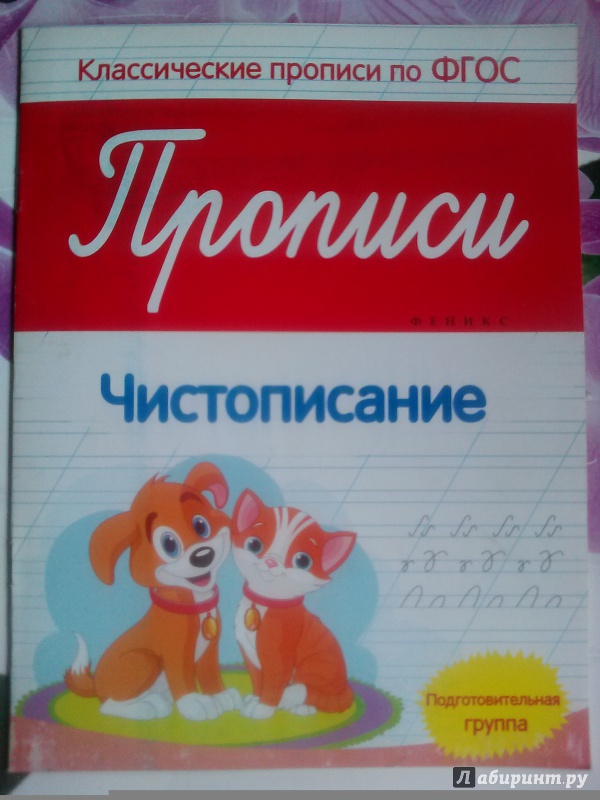 Классические прописи по ФГОС
Прописи
ФЕНИКС
Чистописание
Подготовительная
группа
Лабиринт.ру